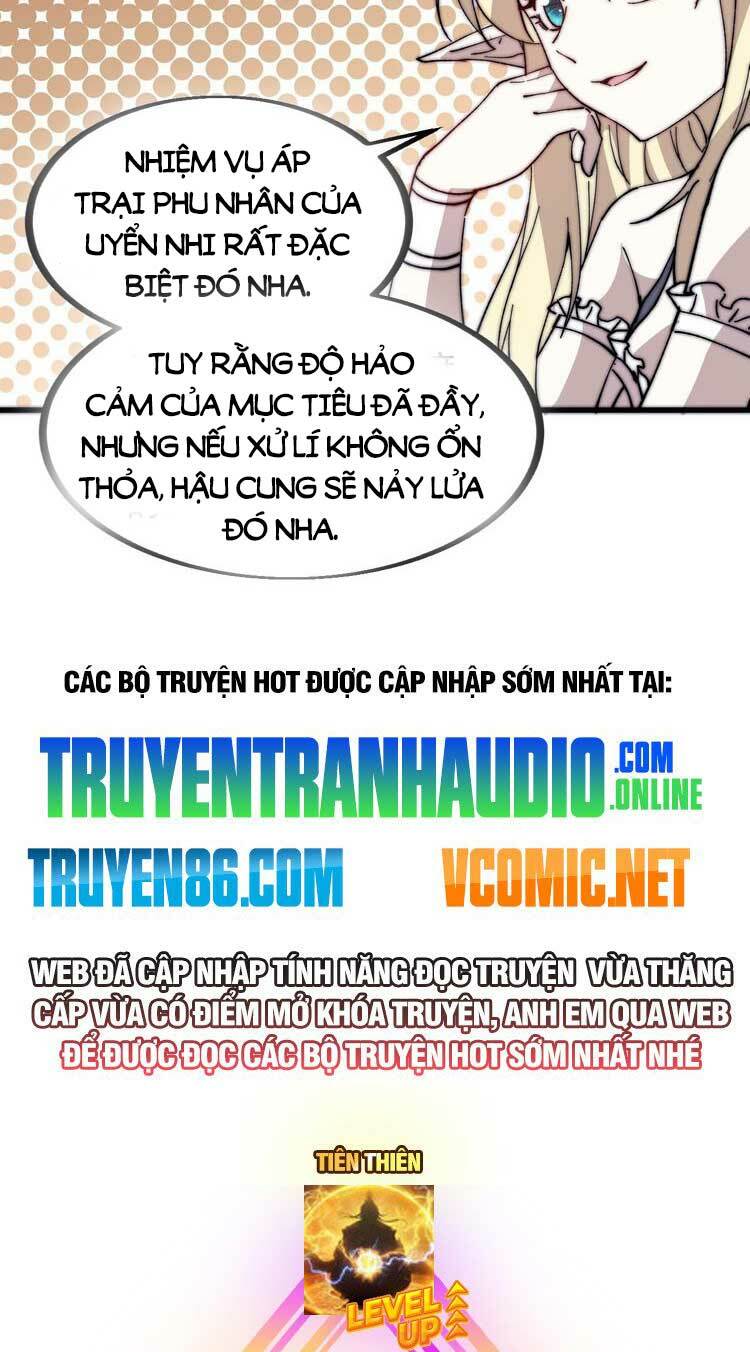 NHIỆM VỤ ÁP
TRẠI PHU NHÂN CỦA
UYỂN NHI RẤT ĐẶC
BIỆT ĐÓ NHA.
TUY RẰNG ĐỘ HẢO
CẢM CỦA MỤC TIÊU ĐÃ ĐẦY,
NHƯNG NẾU XỬ LÍ KHÔNG ỔN
THỎA, HẬU CUNG SẼ NẢY LỬA
ĐÓ NHA.
CÁC BỘ TRUYỆN HOT ĐƯỢC CẬP NHẬP SỚM NHẤT TẠI:
TRUYENTRANHAUDIO.COM
.ONLINE
TRUYEN86.COM VCOMIC.NET
WEB ĐÃ CẬP NHẬP TÍNH NĂNG ĐỌC TRUYỆN VỪA THĂNG
CẤP VỪA CÓ ĐIỂM MỞ KHÓA TRUYỆN, ANH EM QUA WEB
ĐỂ ĐƯỢC ĐỌC CÁC BỘ TRUYỆN HOT SỚM NHẤT NHÉ
TIÊN THIÊN
LEVEL
UP